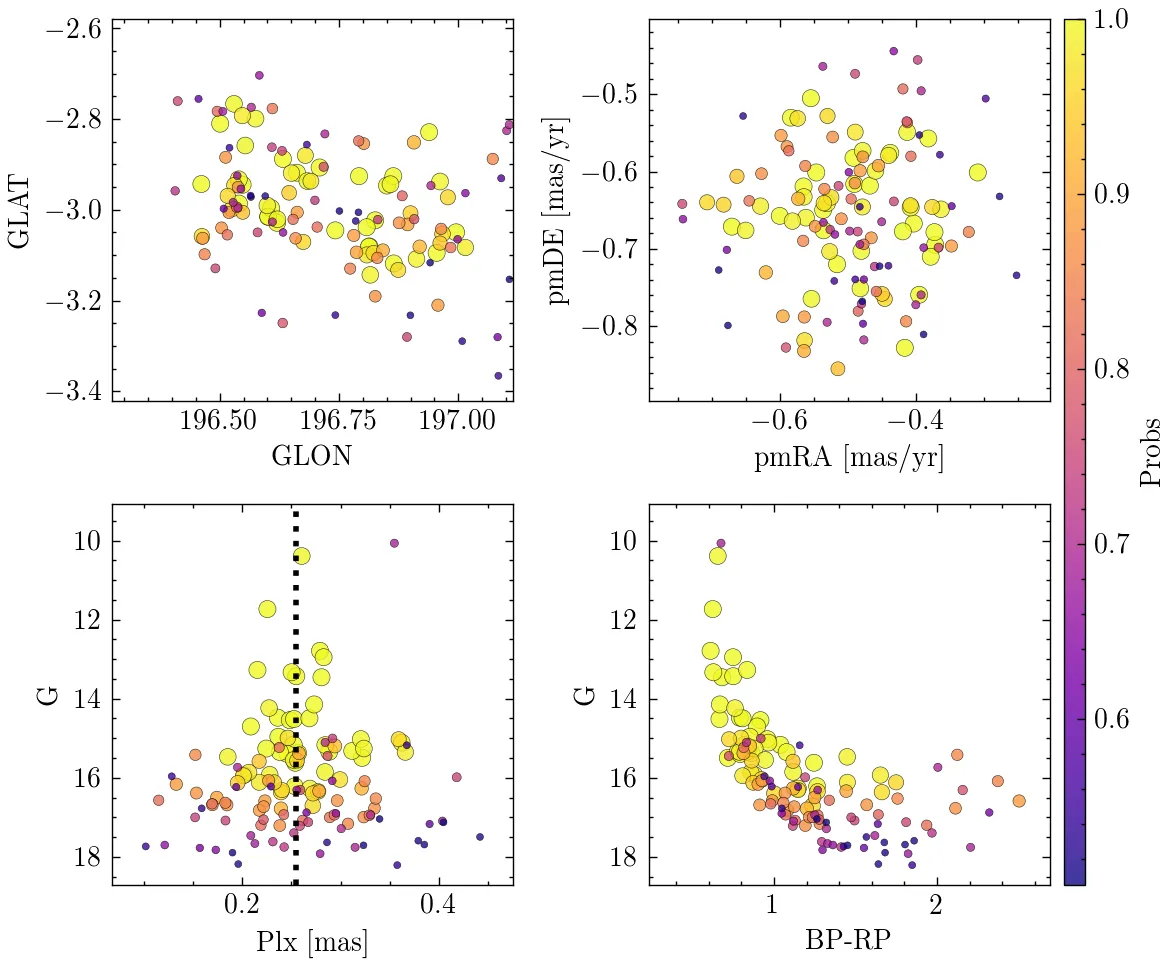 −2.6
−2.8
−3.0
−3.2
−3.4
GLAT
196.50 196.75 197.00
GLON
−0.5
−0.6
−0.7
−0.8
pmDE [mas/yr]
−0.6 −0.4
pmRA [mas/yr]
10
12
14
16
18
G
0.2 0.4
Plx [mas]
10
12
14
16
18
G
1 2
BP-RP
1.0
0.9
0.8
0.7
0.6
Probs